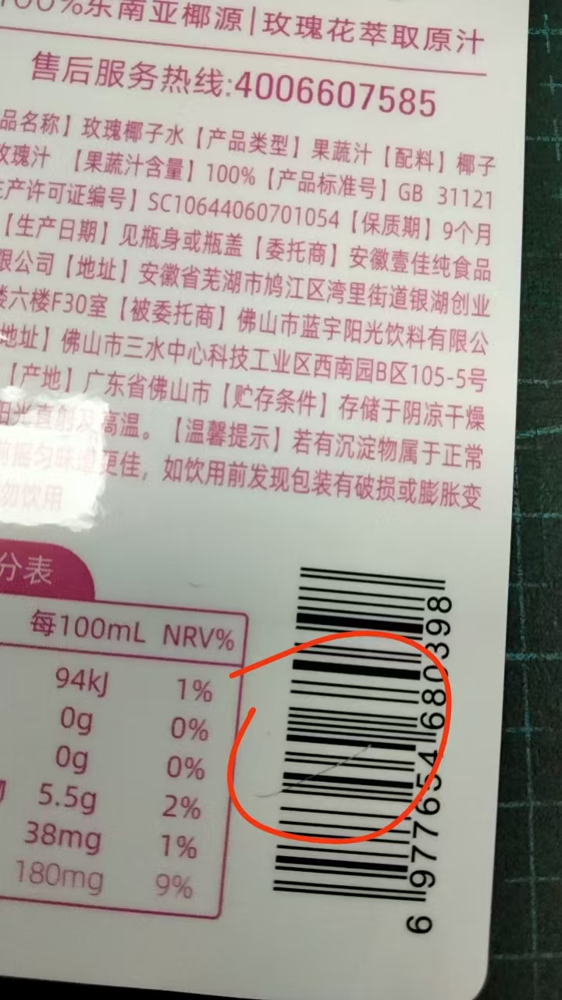 100%东南亚椰源|玫瑰花萃取原汁
售后服务热线:4006607585
品名称】玫瑰椰子水【产品类型】果蔬汁【配料】椰子
玫瑰汁 【果蔬汁含量】100%【产品标准号】GB 31121
生产许可证编号】SC10644060701054【保质期】9个月
【生产日期】见瓶身或瓶盖【委托商】安徽壹佳纯食品
限公司【地址】安徽省芜湖市鸠江区湾里街道银湖创业
楼六楼F30室【被委托商】佛山市蓝宇阳光饮料有限公
地址】佛山市三水中心科技工业区西南园B区105-5号
【产地】广东省佛山市【贮存条件】存储于阴凉干燥
阳光直射及高温。【温馨提示】若有沉淀物属于正常
前摇匀味道更佳，如饮用前发现包装有破损或膨胀变
勿饮用
分表
每100mL NRV%
94kJ 1%
0g 0%
0g 0%
5.5g 2%
38mg 1%
180mg 9%
6 977654 680398